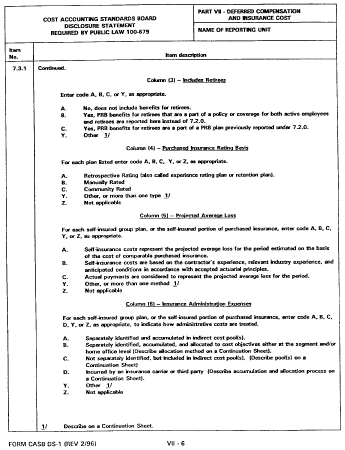 COST ACCOUNTING STANDARDS BOARD
DISCLOSURE STATEMENT
REQUIRED BY PUBLIC LAW 100-679
PART VII - DEFERRED COMPENSATION
AND INSURANCE COST
NAME OF REPORTING UNIT
Item
No.
Item description
7.3.1 Continued.
Column (3) – Includes Retirees
Enter code A, B, C, or Y, as appropriate.
A. No, does not include benefits for retirees.
B. Yes, PRB benefits for retirees that are a part of a policy or coverage for both active employees
and retirees are reported here instead of 7.2.0.
C. Yes, PRB benefits for retirees are a part of a PRB plan previously reported under 7.2.0.
Y. Other 1/
Column (4) – Purchased Insurance Rating Basis
For each plan listed enter code A, B, C, Y, or Z, as appropriate.
A. Retrospective Rating (also called experience rating plan or retention plan).
B. Manually Rated
C. Community Rated
Y. Other, or more than one type 1/
Z. Not applicable
Column (5) – Projected Average Loss
For each self-insured group plan, or the self-insured portion of purchased insurance, enter code A, B, C,
Y, or Z, as appropriate.
A. Self-insurance costs represent the projected average loss for the period estimated on the basis
of the cost of comparable purchased insurance.
B. Self-insurance costs are based on the contractor's experience, relevant industry experience, and
anticipated conditions in accordance with accepted actuarial principles.
C. Actual payments are considered to represent the projected average loss for the period.
Y. Other, or more than one method 1/
Z. Not applicable
Column (6) – Insurance Administration Expenses
For each self-insured group plan, or the self-insured portion of purchased insurance, enter code A, B, C,
D, Y, or Z, as appropriate, to indicate how administrative costs are treated.
A. Separately identified and accumulated in indirect cost pool(s).
B. Separately identified, accumulated, and allocated to cost objectives either at the segment and/or
home office level (Describe allocation method on a Continuation Sheet).
C. Not separately identified, but included in indirect cost pool(s). (Describe pool(s) on a
Continuation Sheet)
D. Incurred by an insurance carrier or third party (Describe accumulation and allocation process on
a Continuation Sheet).
Y. Other 1/
Z. Not applicable
1/ Describe on a Continuation Sheet.
FORM CASB DS-1 (REV 2/96) VII - 6